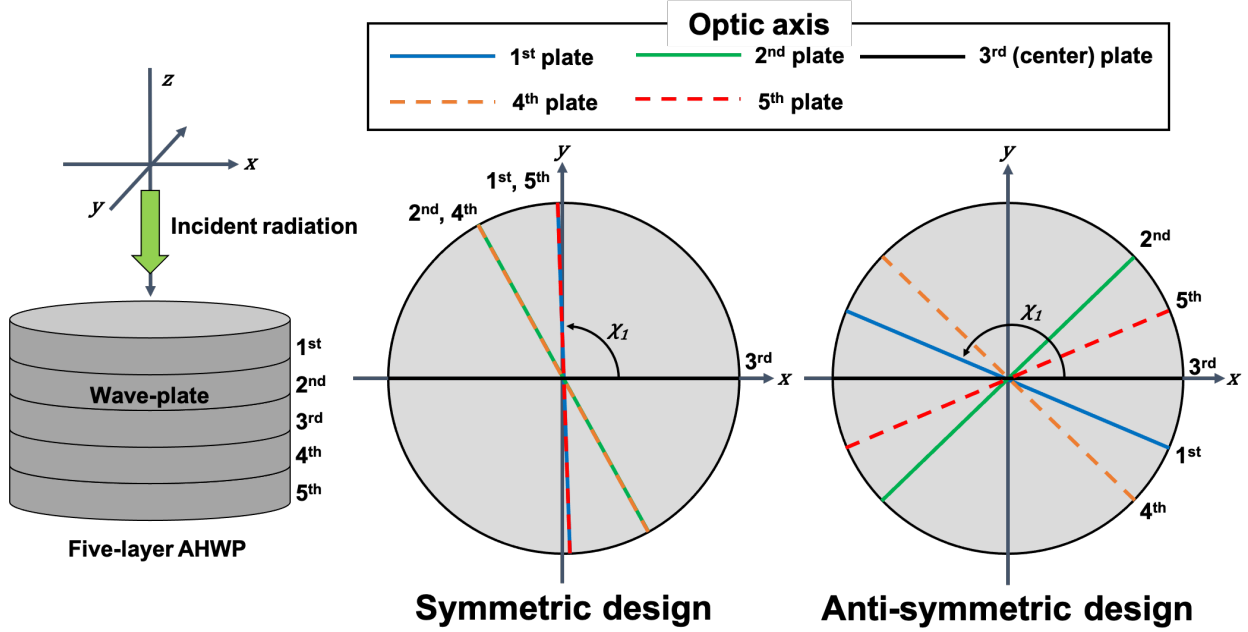 Optic axis
1st plate
2nd plate
3rd (center) plate
4th plate
5th plate
z
x
y
Incident radiation
Wave-plate
1st
2nd
3rd
4th
5th
Five-layer AHWP
y
1st, 5th
2nd, 4th
χ1
3rd
x
Symmetric design
y
2nd
5th
χ1
3rd
x
1st
4th
Anti-symmetric design